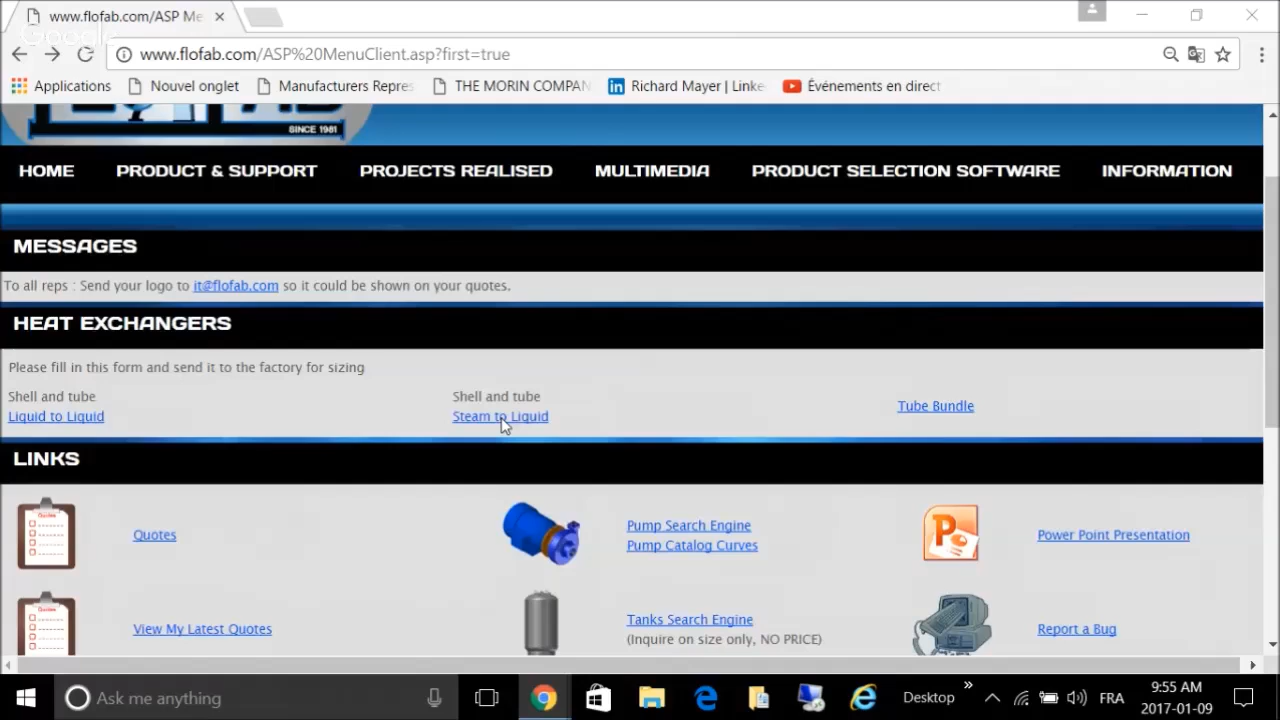 www.flofab.com/ASP Me
Google
www.flofab.com/ASP%20MenuClient.asp?first=true
Applications Nouvel onglet Manufacturers Repres THE MORIN COMPAN Richard Mayer | Linke Événements en direct
SINCE 1981
HOME PRODUCT & SUPPORT PROJECTS REALISED MULTIMEDIA PRODUCT SELECTION SOFTWARE INFORMATION
MESSAGES
To all reps : Send your logo to it@flofab.com so it could be shown on your quotes.
HEAT EXCHANGERS
Please fill in this form and send it to the factory for sizing
Shell and tube Shell and tube
Liquid to Liquid Steam to Liquid Tube Bundle
LINKS
Quotes
Pump Search Engine
Pump Catalog Curves
Power Point Presentation
View My Latest Quotes
Tanks Search Engine
(Inquire on size only, NO PRICE)
Report a Bug
Ask me anything Desktop FRA 9:55 AM
2017-01-09